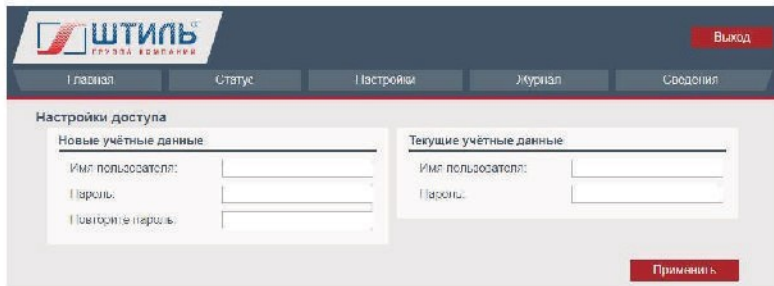 ШТИЛЬ®
ГРУППА КОМПАНИЙ
Выход
Главная Статус Настройки Журнал Сведения
Настройки доступа
Новые учётные данные
Имя пользователя:
Пароль:
Повторите пароль:
Текущие учётные данные
Имя пользователя:
Пароль:
Применить